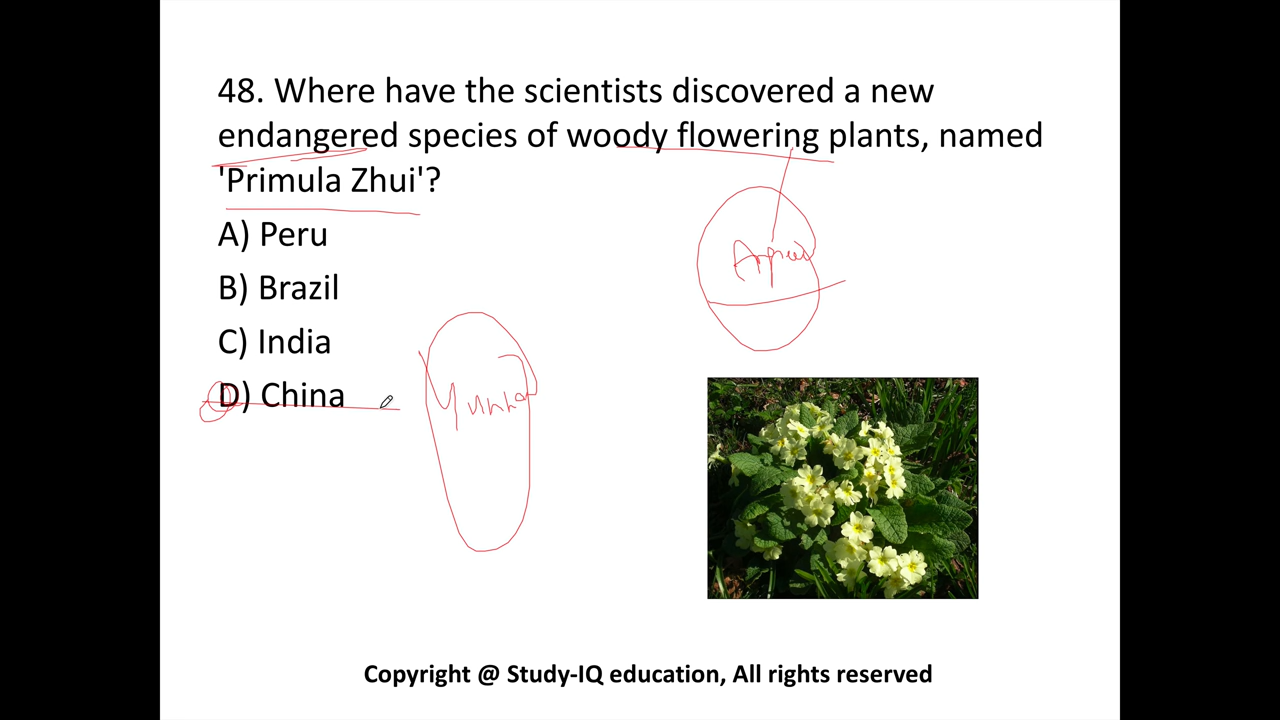 48. Where have the scientists discovered a new
endangered species of woody flowering plants, named
'Primula Zhui'?
A) Peru
B) Brazil
C) India
D) China
Yunnan
Copyright @ Study-IQ education, All rights reserved